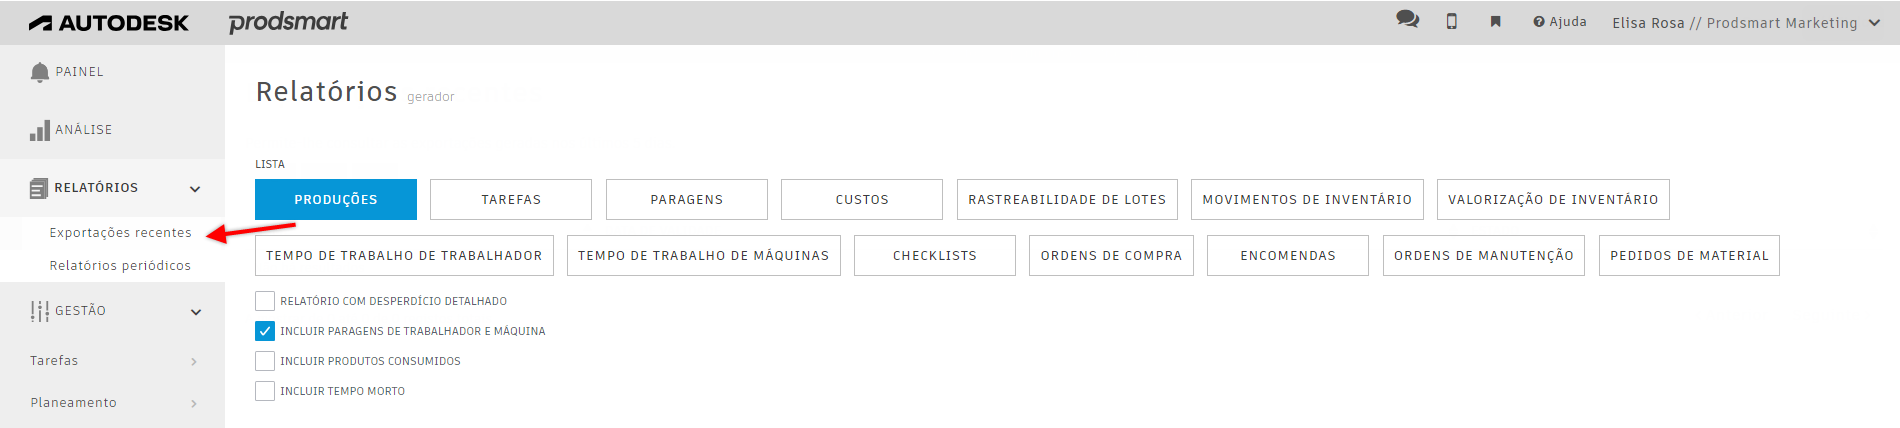 AUTODESK prodsmart Ajuda Elisa Rosa // Prodsmart Marketing
PAINEL
ANÁLISE
RELATÓRIOS
Exportações recentes
Relatórios periódicos
GESTÃO
Tarefas
Planeamento
Relatórios gerador
LISTA
PRODUÇÕES TAREFAS PARAGENS CUSTOS RASTREABILIDADE DE LOTES MOVIMENTOS DE INVENTÁRIO VALORIZAÇÃO DE INVENTÁRIO
TEMPO DE TRABALHO DE TRABALHADOR TEMPO DE TRABALHO DE MÁQUINAS CHECKLISTS ORDENS DE COMPRA ENCOMENDAS ORDENS DE MANUTENÇÃO PEDIDOS DE MATERIAL
RELATÓRIO COM DESPERDÍCIO DETALHADO
INCLUIR PARAGENS DE TRABALHADOR E MÁQUINA
INCLUIR PRODUTOS CONSUMIDOS
INCLUIR TEMPO MORTO